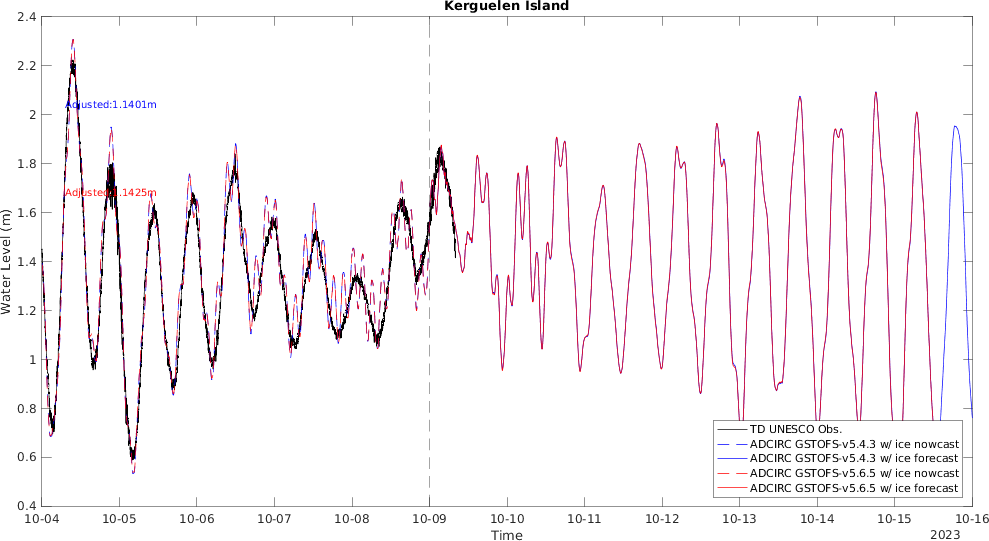 Kerguelen Island
2.4
2.2
2
1.8
1.6
1.4
1.2
1
0.8
0.6
0.4
Water Level (m)
Adjusted:1.1401m
Adjusted:1.1425m
TD UNESCO Obs.
ADCIRC GSTOFS-v5.4.3 w/ ice nowcast
ADCIRC GSTOFS-v5.4.3 w/ ice forecast
ADCIRC GSTOFS-v5.6.5 w/ ice nowcast
ADCIRC GSTOFS-v5.6.5 w/ ice forecast
10-04 10-05 10-06 10-07 10-08 10-09 10-10 10-11 10-12 10-13 10-14 10-15 10-16
Time
2023